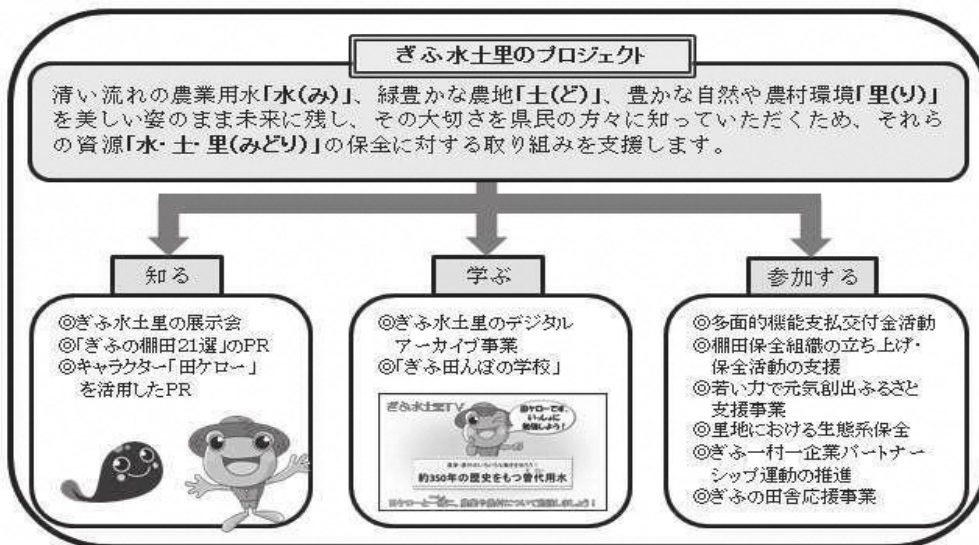 ぎふ水土里のプロジェクト
清い流れの農業用水「水(み)」、緑豊かな農地「土(ど)」、豊かな自然や農村環境「里(り)」
を美しい姿のまま未来に残し、その大切さを県民の方々に知っていただくため、それら
の資源「水・土・里(みどり)」の保全に対する取り組みを支援します。
知る
◎ぎふ水土里の展示会
◎「ぎふの棚田21選」のPR
◎キャラクター「田ケロー」
を活用したPR
学ぶ
◎ぎふ水土里のデジタル
アーカイブ事業
◎「ぎふ田んぼの学校」
ぎふ水土里TV
田ケローです。
いっしょに
勉強しよう!
約350年の歴史をもつ曽代用水
参加する
◎多面的機能支払交付金活動
◎棚田保全組織の立ち上げ・
保全活動の支援
◎若い力で元気創出ふるさと
支援事業
◎里地における生態系保全
◎ぎふ一村一企業パートナー
シップ運動の推進
◎ぎふの田舎応援事業